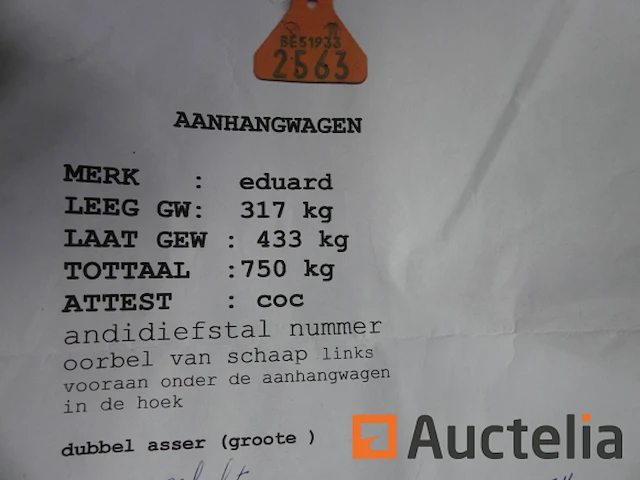 BE51933
2563
AANHANGWAGEN
MERK : eduard
LEEG GW: 317 kg
LAAT GEW : 433 kg
TOTTAAL :750 kg
ATTEST : coc
andidiefstal nummer
oorbel van schaap links
vooraan onder de aanhangwagen
in de hoek
dubbel asser (groote )
Auctelia